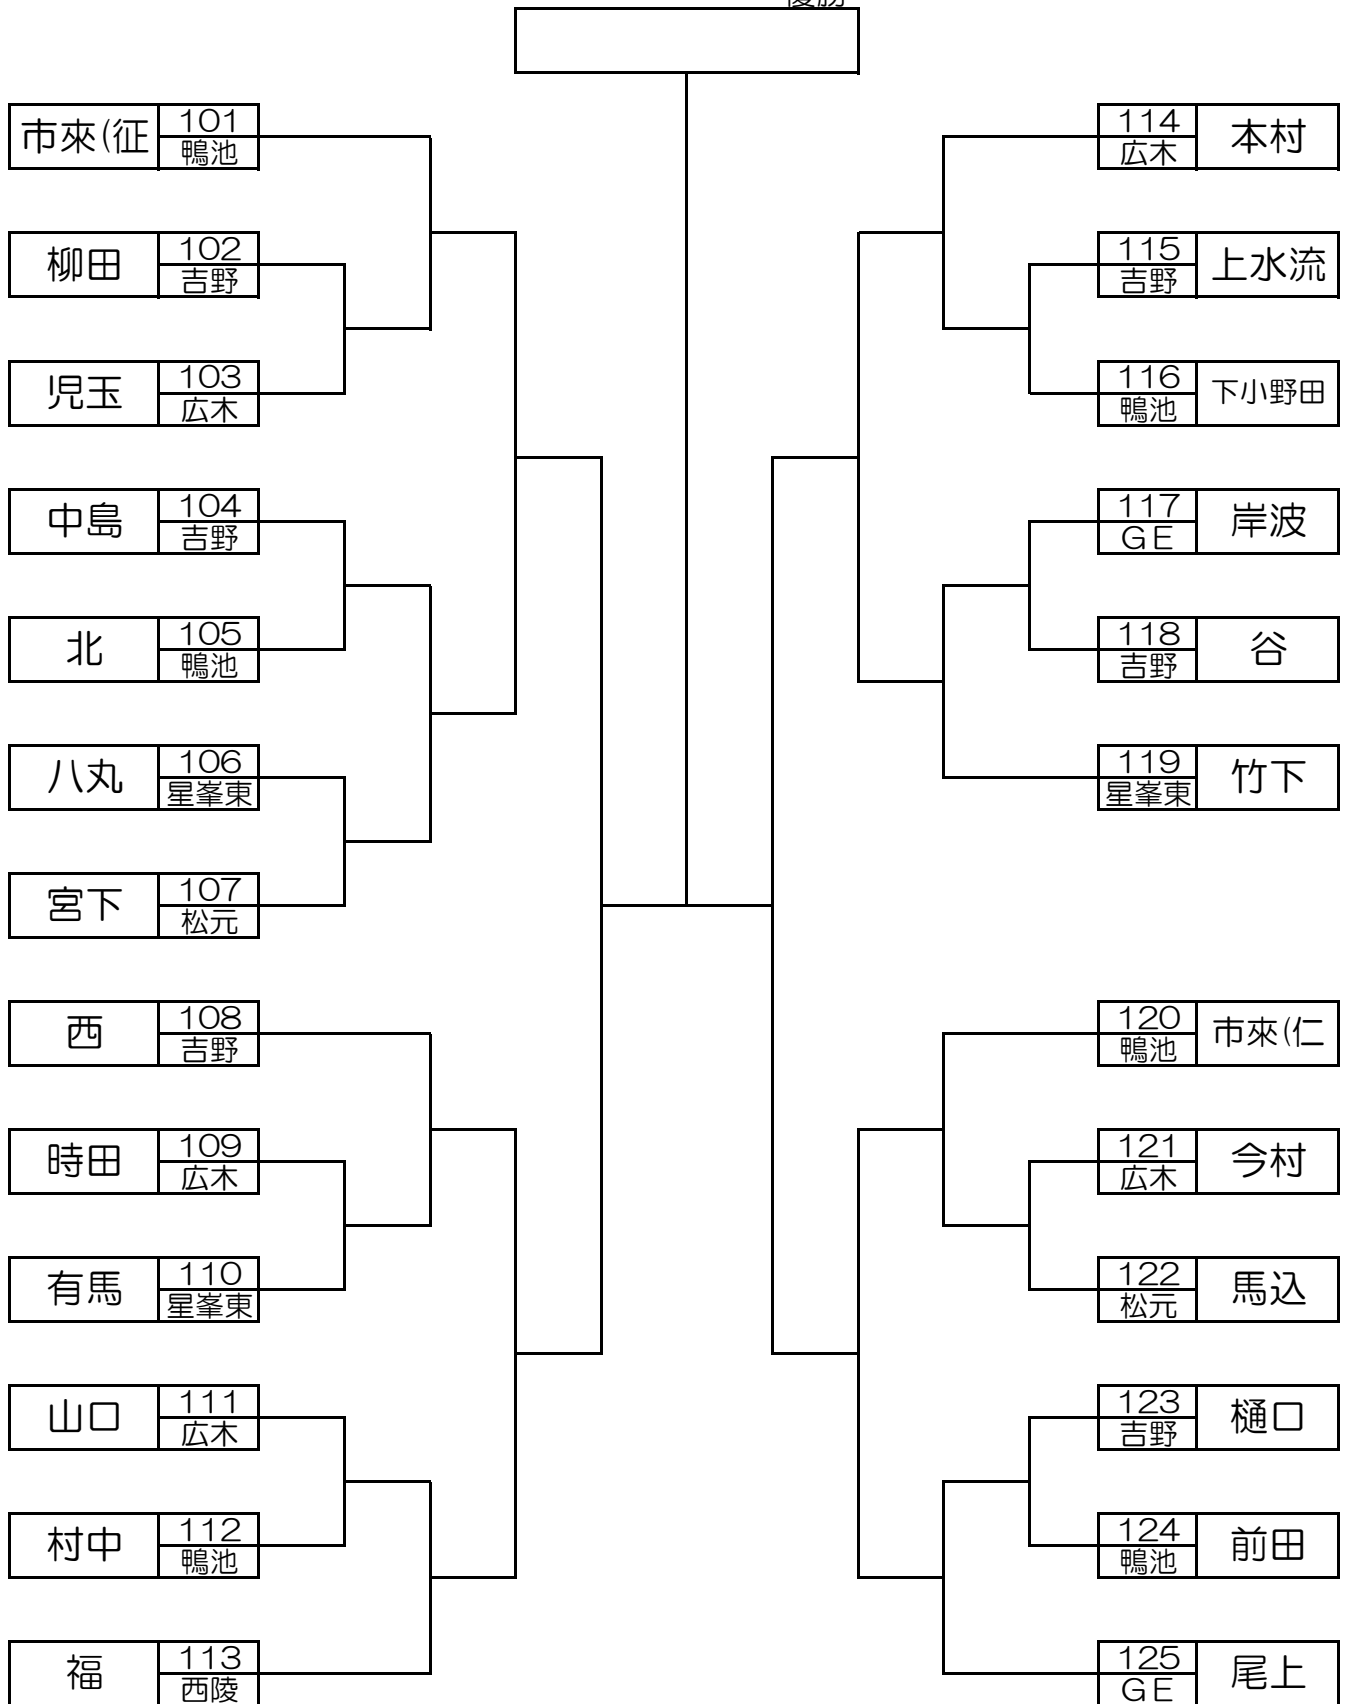 優勝
市來(征 101 鴨池
柳田 102 吉野
児玉 103 広木
中島 104 吉野
北 105 鴨池
八丸 106 星峯東
宮下 107 松元
西 108 吉野
時田 109 広木
有馬 110 星峯東
山口 111 広木
村中 112 鴨池
福 113 西陵
114 広木 本村
115 吉野 上水流
116 鴨池 下小野田
117 GE 岸波
118 吉野 谷
119 星峯東 竹下
120 鴨池 市來(仁
121 広木 今村
122 松元 馬込
123 吉野 樋口
124 鴨池 前田
125 GE 尾上